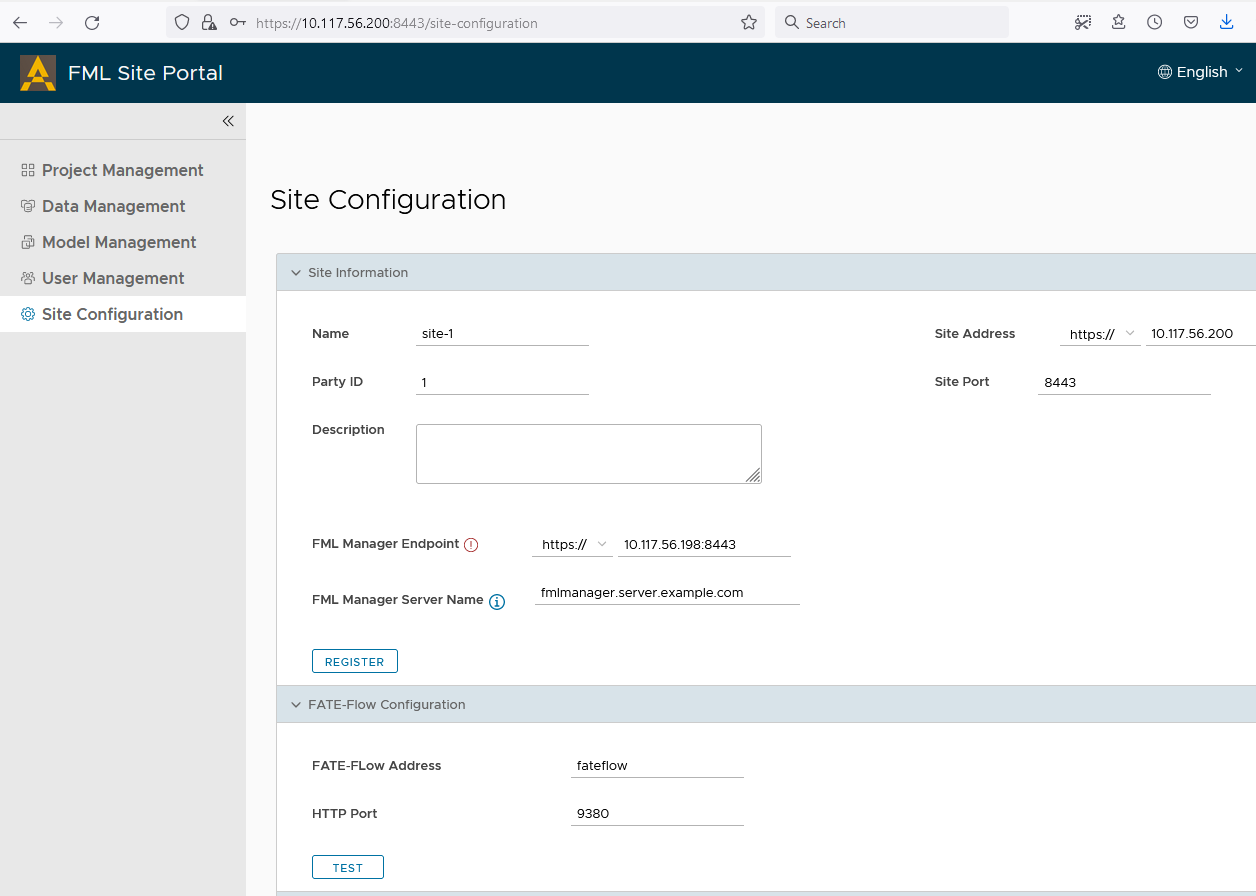 https://10.117.56.200:8443/site-configuration
Search
FML Site Portal
English
Project Management
Data Management
Model Management
User Management
Site Configuration
Site Configuration
Site Information
Name site-1 Site Address https:// 10.117.56.200
Party ID 1 Site Port 8443
Description
FML Manager Endpoint https:// 10.117.56.198:8443
FML Manager Server Name fmlmanager.server.example.com
REGISTER
FATE-Flow Configuration
FATE-FLow Address fateflow
HTTP Port 9380
TEST